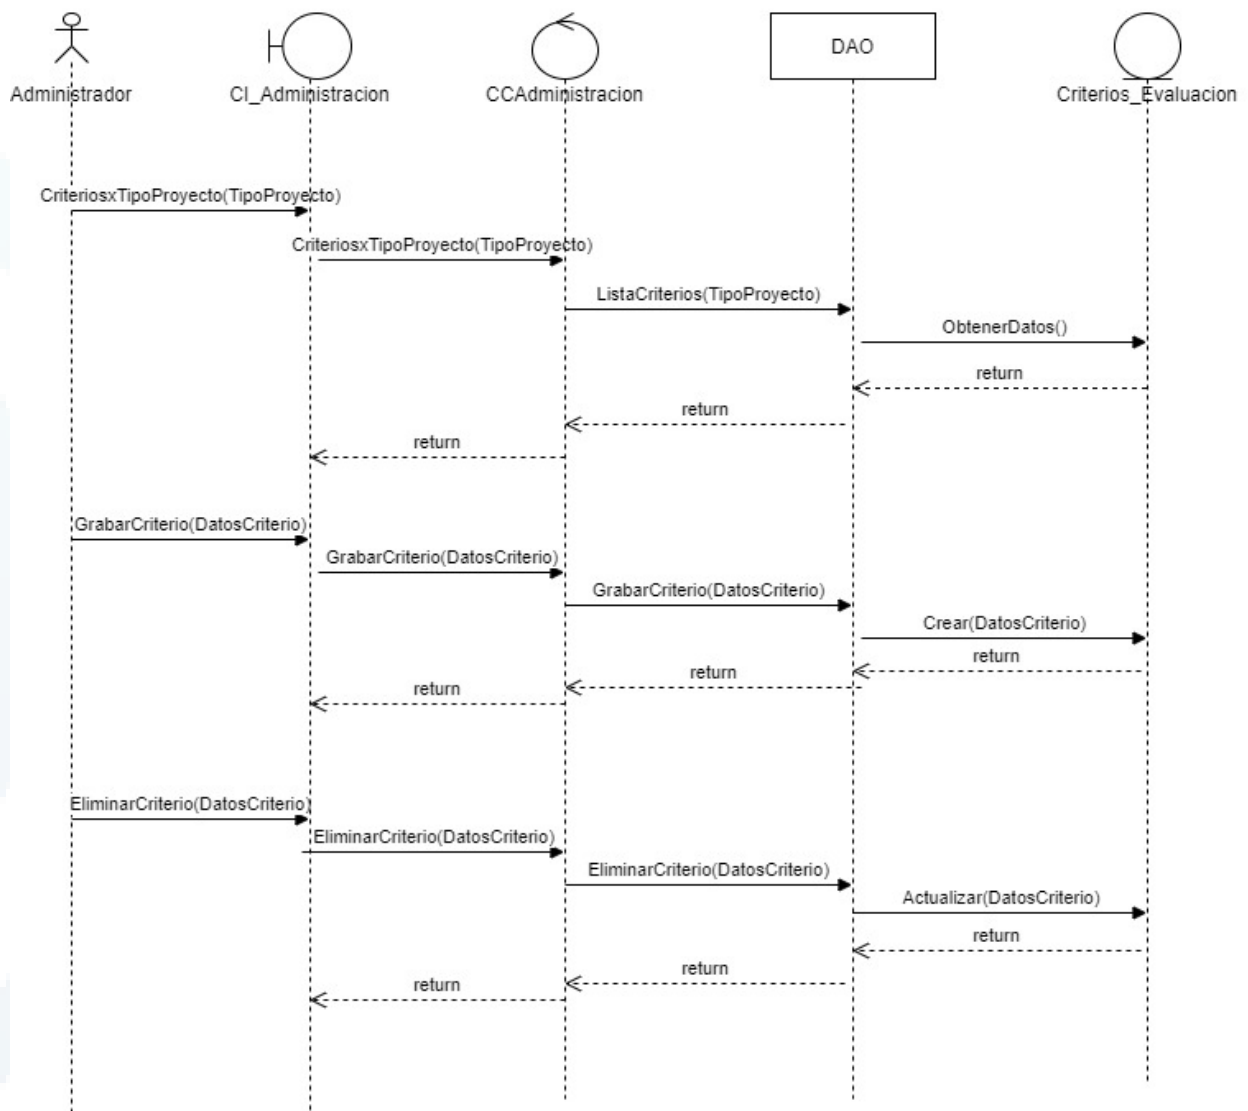 DAO
Administrador
CI_Administracion
CCAdministracion
Criterios_Evaluacion
CriteriosxTipoProyecto(TipoProyecto)
CriteriosxTipoProyecto(TipoProyecto)
ListaCriterios(TipoProyecto)
ObtenerDatos()
return
return
return
GrabarCriterio(DatosCriterio)
GrabarCriterio(DatosCriterio)
GrabarCriterio(DatosCriterio)
Crear(DatosCriterio)
return
return
return
EliminarCriterio(DatosCriterio)
EliminarCriterio(DatosCriterio)
EliminarCriterio(DatosCriterio)
Actualizar(DatosCriterio)
return
return
return